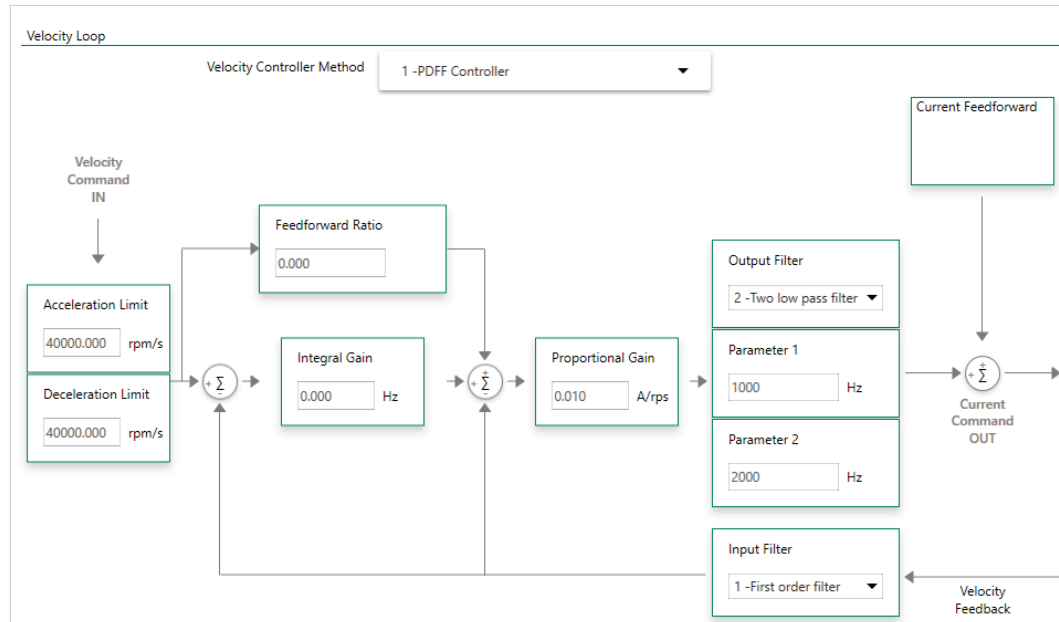 Velocity Loop
Velocity Controller Method
1 -PDFF Controller
Current Feedforward
Velocity
Command
IN
Feedforward Ratio
0.000
Acceleration Limit
40000.000 rpm/s
Deceleration Limit
40000.000 rpm/s
+ Σ -
Integral Gain
0.000 Hz
+ ± Σ -
Proportional Gain
0.010 A/rps
Output Filter
2 -Two low pass filter
Parameter 1
1000 Hz
Parameter 2
2000 Hz
+ ± Σ
Current
Command
OUT
Input Filter
1 -First order filter
Velocity
Feedback